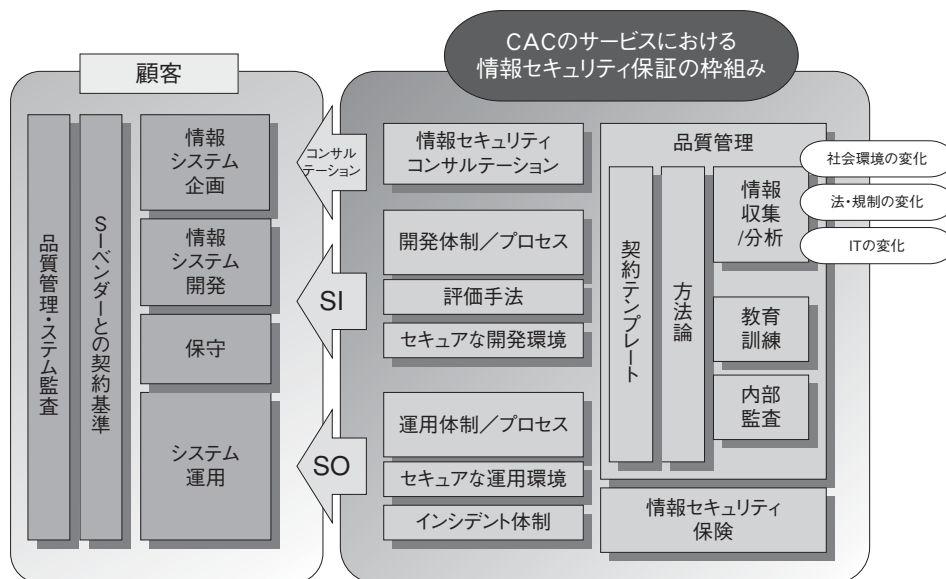 顧客
品質管理・ステム監査
SIベンダーとの契約基準
情報
システム
企画
情報
システム
開発
保守
システム
運用
コンサル
テーション
SI
SO
CACのサービスにおける
情報セキュリティ保証の枠組み
情報セキュリティ
コンサルテーション
開発体制／プロセス
評価手法
セキュアな開発環境
運用体制／プロセス
セキュアな運用環境
インシデント体制
品質管理
契約テンプレート
方法論
情報
収集
/分析
教育
訓練
内部
監査
社会環境の変化
法・規制の変化
ITの変化
情報セキュリティ
保険